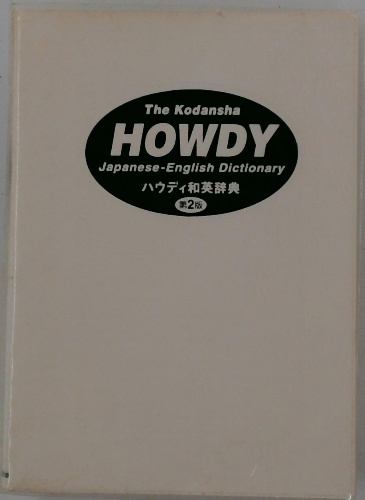 The Kodansha
HOWDY
Japanese-English Dictionary
ハウディ和英辞典
第2版